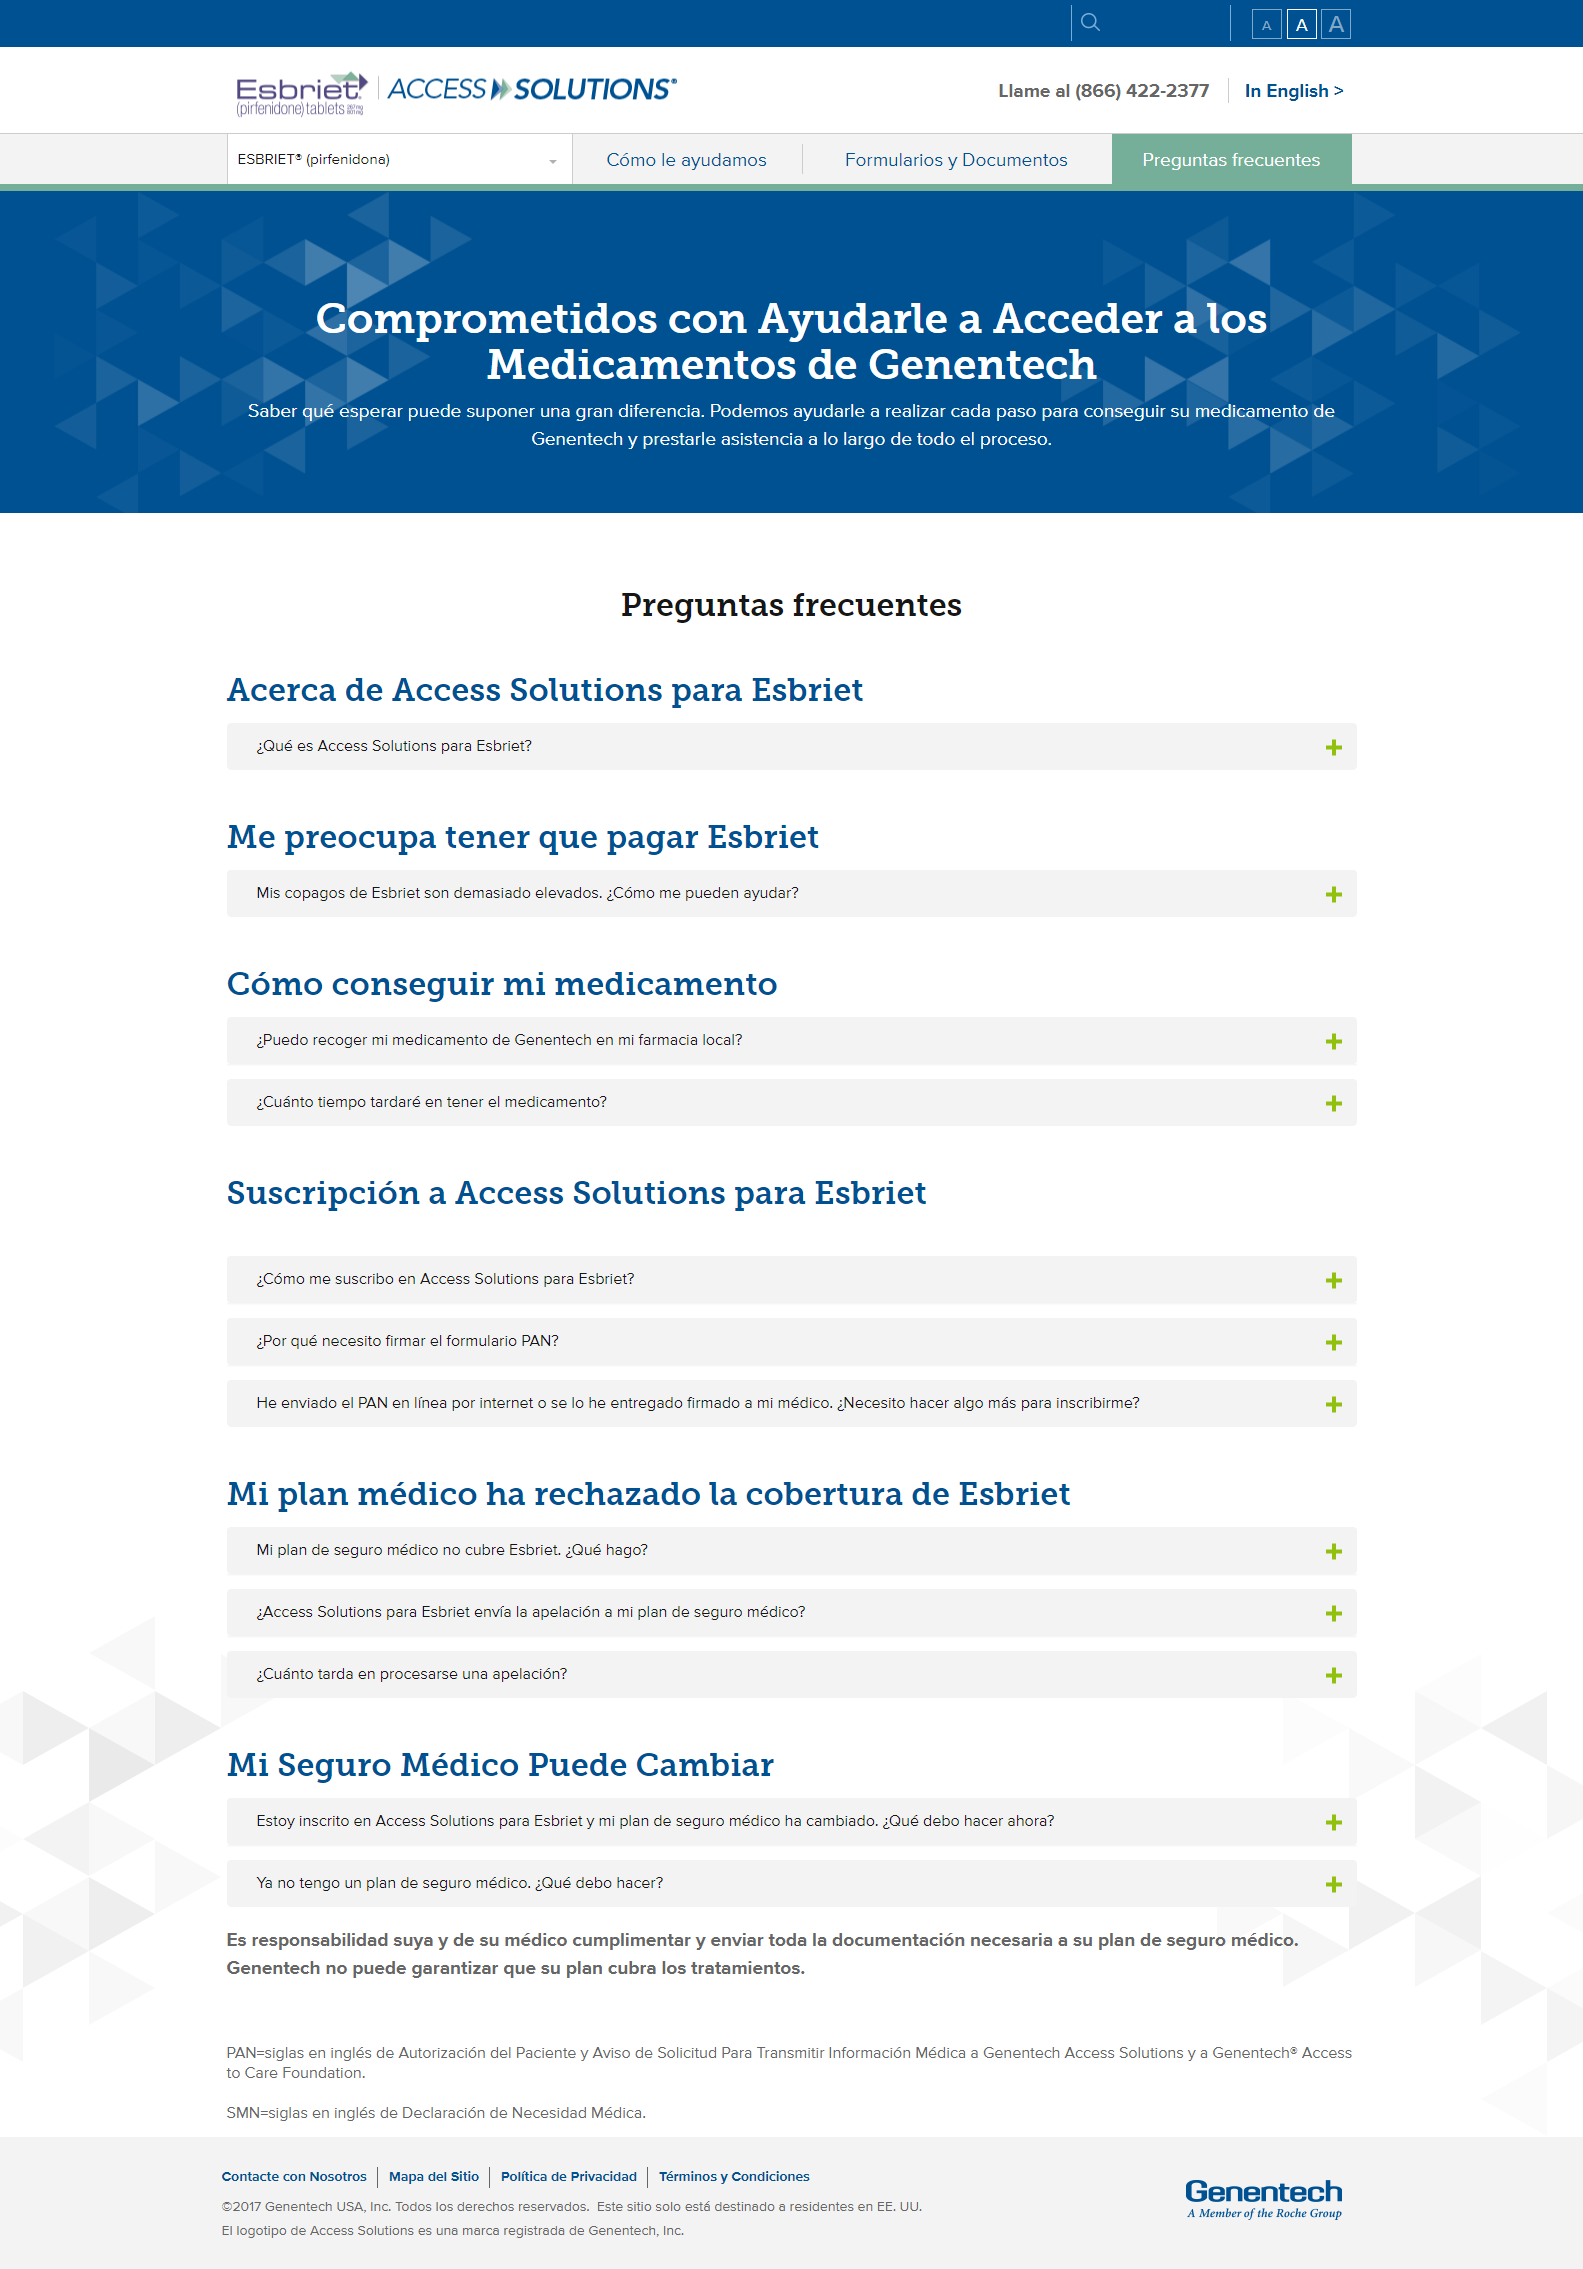 A A A
Esbriet® | ACCESS SOLUTIONS®
(pirfenidone) tablets
Llame al (866) 422-2377
In English >
ESBRIET® (pirfenidona)
Cómo le ayudamos
Formularios y Documentos
Preguntas frecuentes
Comprometidos con Ayudarle a Acceder a los
Medicamentos de Genentech
Saber qué esperar puede suponer una gran diferencia. Podemos ayudarle a realizar cada paso para conseguir su medicamento de
Genentech y prestarle asistencia a lo largo de todo el proceso.
Preguntas frecuentes
Acerca de Access Solutions para Esbriet
¿Qué es Access Solutions para Esbriet?
Me preocupa tener que pagar Esbriet
Mis copagos de Esbriet son demasiado elevados. ¿Cómo me pueden ayudar?
Cómo conseguir mi medicamento
¿Puedo recoger mi medicamento de Genentech en mi farmacia local?
¿Cuánto tiempo tardaré en tener el medicamento?
Suscripción a Access Solutions para Esbriet
¿Cómo me suscribo en Access Solutions para Esbriet?
¿Por qué necesito firmar el formulario PAN?
He enviado el PAN en línea por internet o se lo he entregado firmado a mi médico. ¿Necesito hacer algo más para inscribirme?
Mi plan médico ha rechazado la cobertura de Esbriet
Mi plan de seguro médico no cubre Esbriet. ¿Qué hago?
¿Access Solutions para Esbriet envía la apelación a mi plan de seguro médico?
¿Cuánto tarda en procesarse una apelación?
Mi Seguro Médico Puede Cambiar
Estoy inscrito en Access Solutions para Esbriet y mi plan de seguro médico ha cambiado. ¿Qué debo hacer ahora?
Ya no tengo un plan de seguro médico. ¿Qué debo hacer?
Es responsabilidad suya y de su médico cumplimentar y enviar toda la documentación necesaria a su plan de seguro médico.
Genentech no puede garantizar que su plan cubra los tratamientos.
PAN=siglas en inglés de Autorización del Paciente y Aviso de Solicitud Para Transmitir Información Médica a Genentech Access Solutions y a Genentech® Access
to Care Foundation.
SMN=siglas en inglés de Declaración de Necesidad Médica.
Contacte con Nosotros | Mapa del Sitio | Política de Privacidad | Términos y Condiciones
©2017 Genentech USA, Inc. Todos los derechos reservados. Este sitio solo está destinado a residentes en EE. UU.
El logotipo de Access Solutions es una marca registrada de Genentech, Inc.
Genentech
A Member of the Roche Group